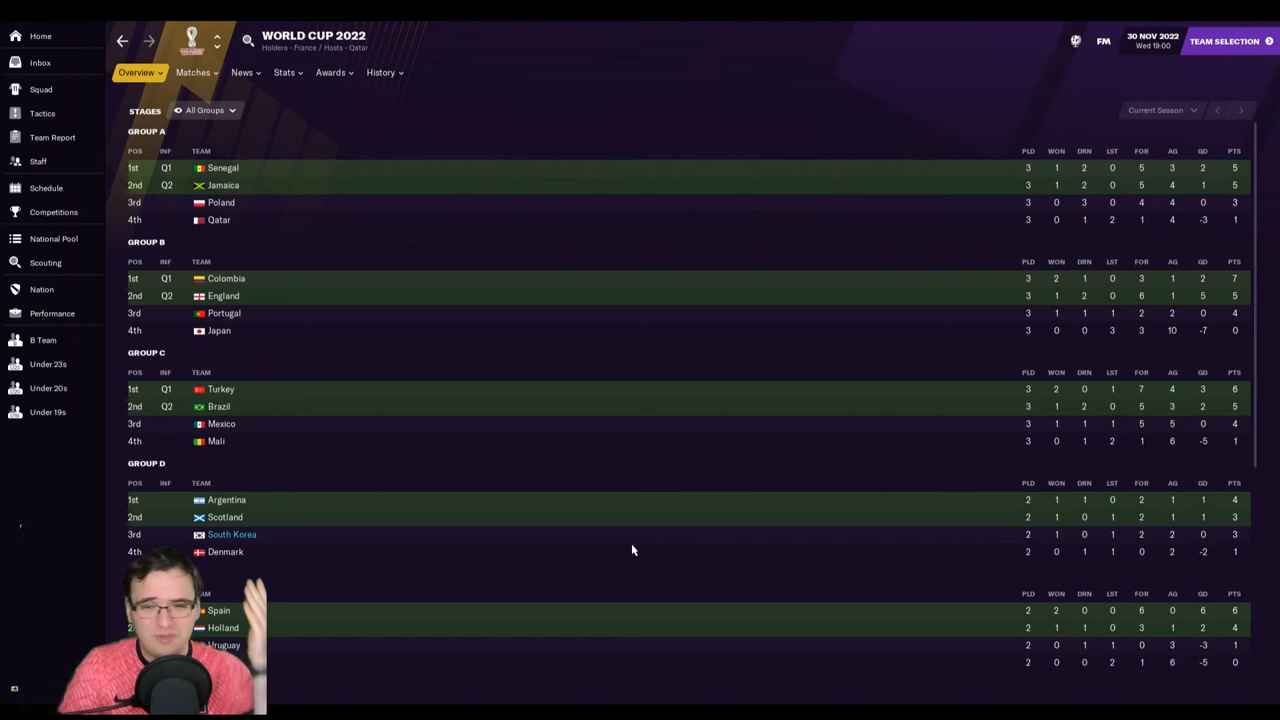 Home
Inbox
Squad
Tactics
Team Report
Staff
Schedule
Competitions
National Pool
Scouting
Nation
Performance
B Team
Under 23s
Under 20s
Under 19s
WORLD CUP 2022
Holders - France / Hosts - Qatar
FM
30 NOV 2022
Wed 19:00
TEAM SELECTION
Overview Matches News Stats Awards History
STAGES All Groups Current Season
GROUP A
POS INF TEAM PLD WON DRN LST FOR AG GD PTS
1st Q1 Senegal 3 1 2 0 5 3 2 5
2nd Q2 Jamaica 3 1 2 0 5 4 1 5
3rd Poland 3 0 3 0 4 4 0 3
4th Qatar 3 0 1 2 1 4 -3 1
GROUP B
POS INF TEAM PLD WON DRN LST FOR AG GD PTS
1st Q1 Colombia 3 2 1 0 3 1 2 7
2nd Q2 England 3 1 2 0 6 1 5 5
3rd Portugal 3 1 1 1 2 2 0 4
4th Japan 3 0 0 3 3 10 -7 0
GROUP C
POS INF TEAM PLD WON DRN LST FOR AG GD PTS
1st Q1 Turkey 3 2 0 1 7 4 3 6
2nd Q2 Brazil 3 1 2 0 5 3 2 5
3rd Mexico 3 1 1 1 5 5 0 4
4th Mali 3 0 1 2 1 6 -5 1
GROUP D
POS INF TEAM PLD WON DRN LST FOR AG GD PTS
1st Argentina 2 1 1 0 2 1 1 4
2nd Scotland 2 1 0 1 2 1 1 3
3rd South Korea 2 1 0 1 2 2 0 3
4th Denmark 2 0 1 1 0 2 -2 1
PLD WON DRN LST FOR AG GD PTS
Spain 2 2 0 0 6 0 6 6
Holland 2 1 1 0 3 1 2 4
Uruguay 2 0 1 1 0 3 -3 1
2 0 0 2 1 6 -5 0